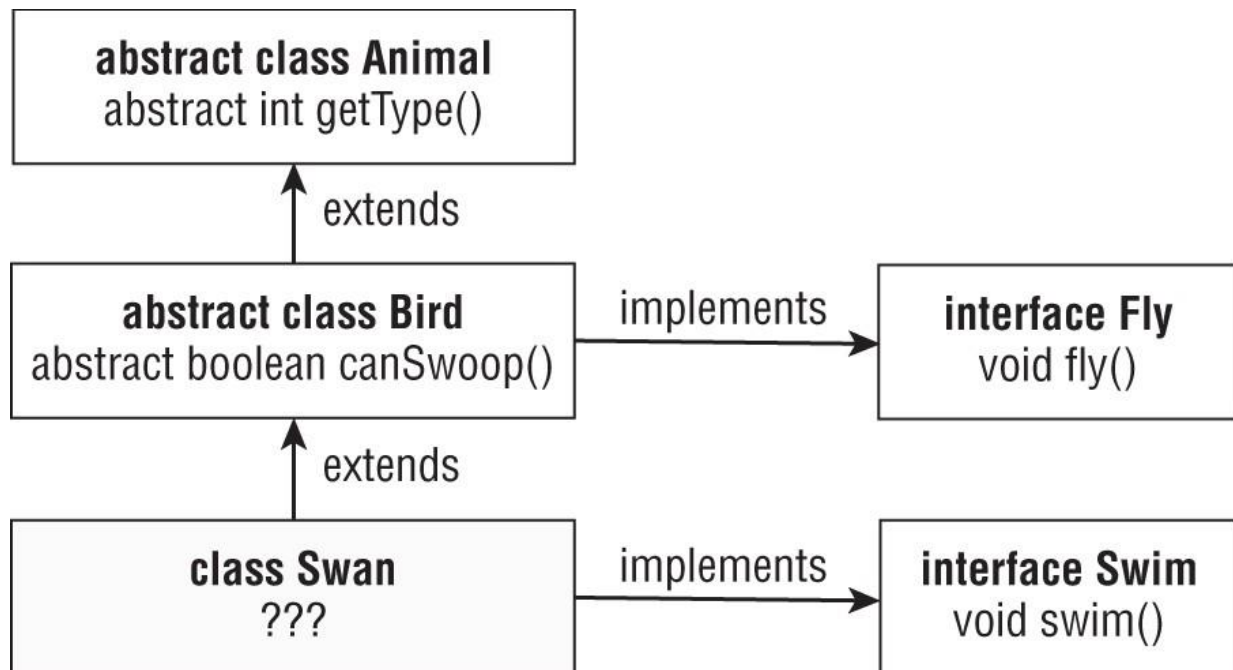 abstract class Animal
abstract int getType()
extends
abstract class Bird
abstract boolean canSwoop()
implements
interface Fly
void fly()
extends
class Swan
???
implements
interface Swim
void swim()